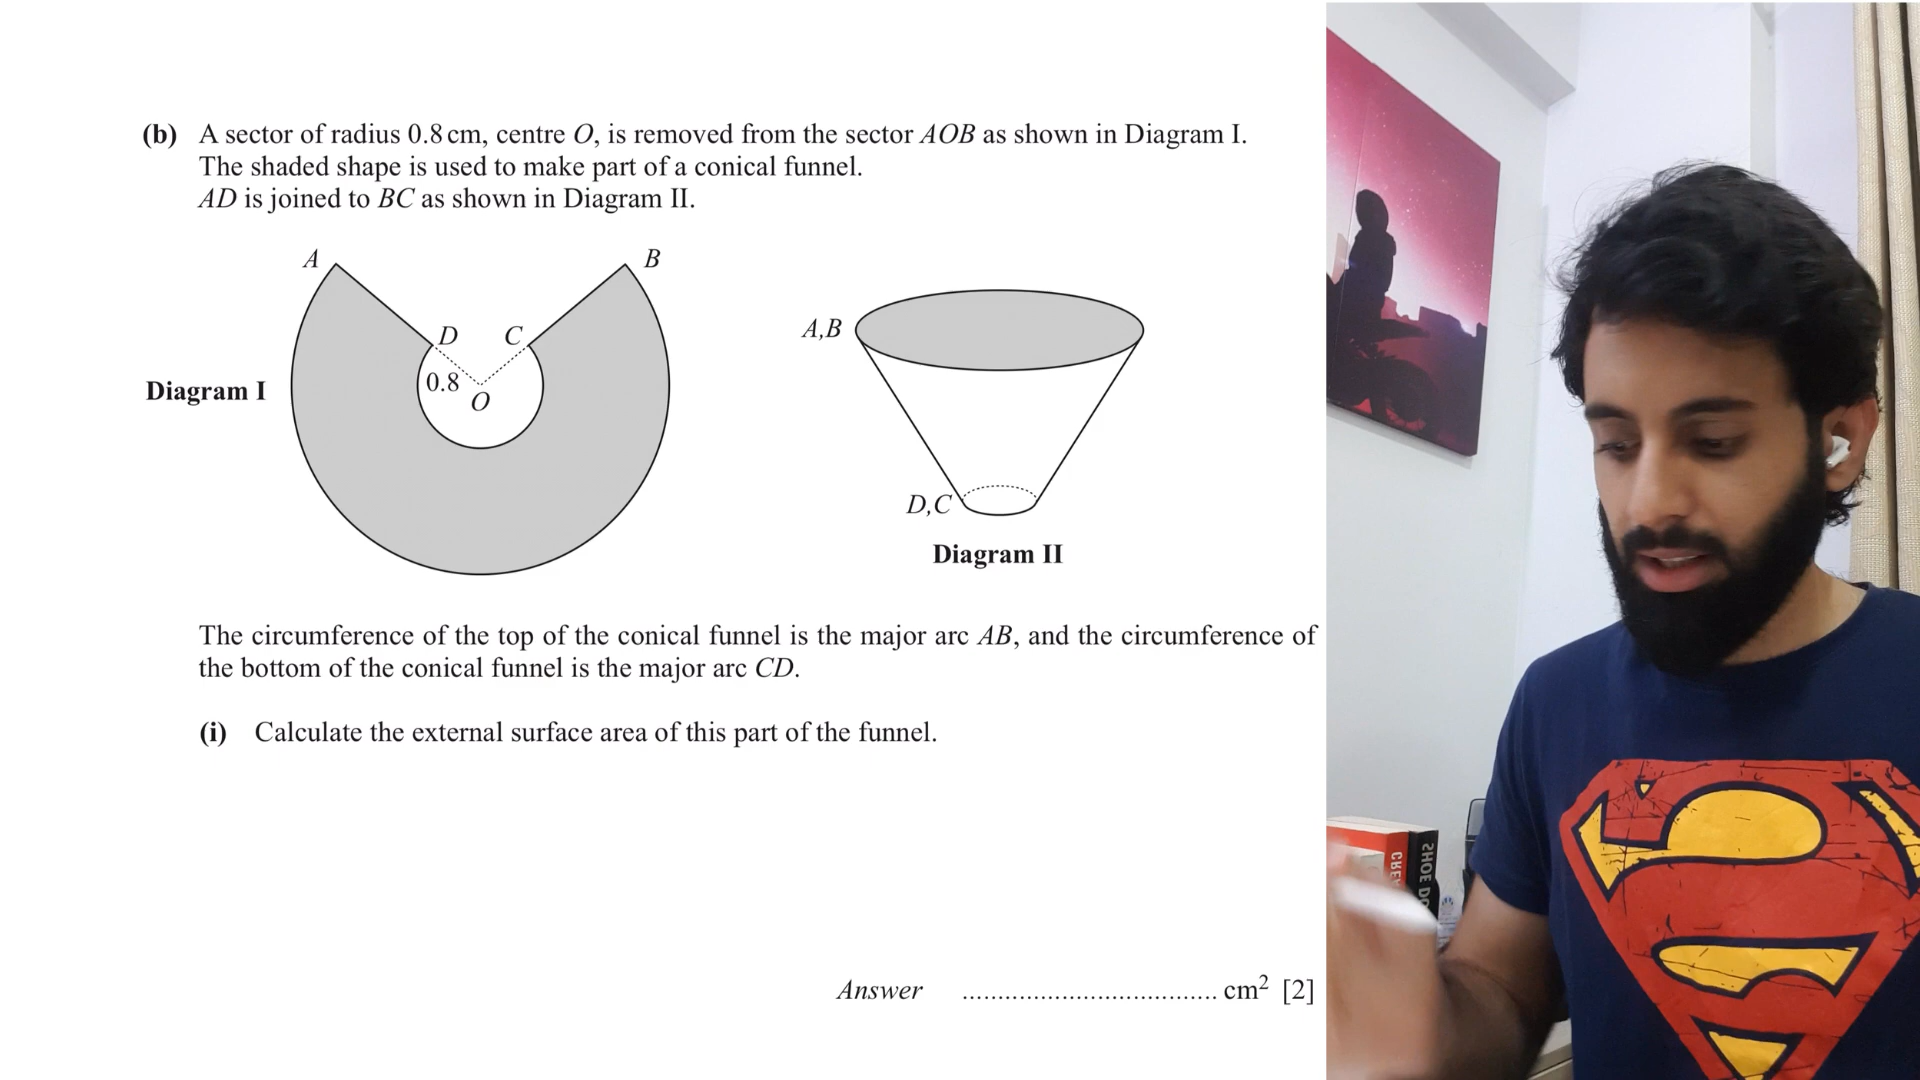 (b) A sector of radius 0.8 cm, centre O, is removed from the sector AOB as shown in Diagram I.
The shaded shape is used to make part of a conical funnel.
AD is joined to BC as shown in Diagram II.
A
B
D
C
0.8
O
Diagram I
A,B
D,C
Diagram II
The circumference of the top of the conical funnel is the major arc AB, and the circumference of
the bottom of the conical funnel is the major arc CD.
(i) Calculate the external surface area of this part of the funnel.
Answer .................................... cm² [2]
SHOE